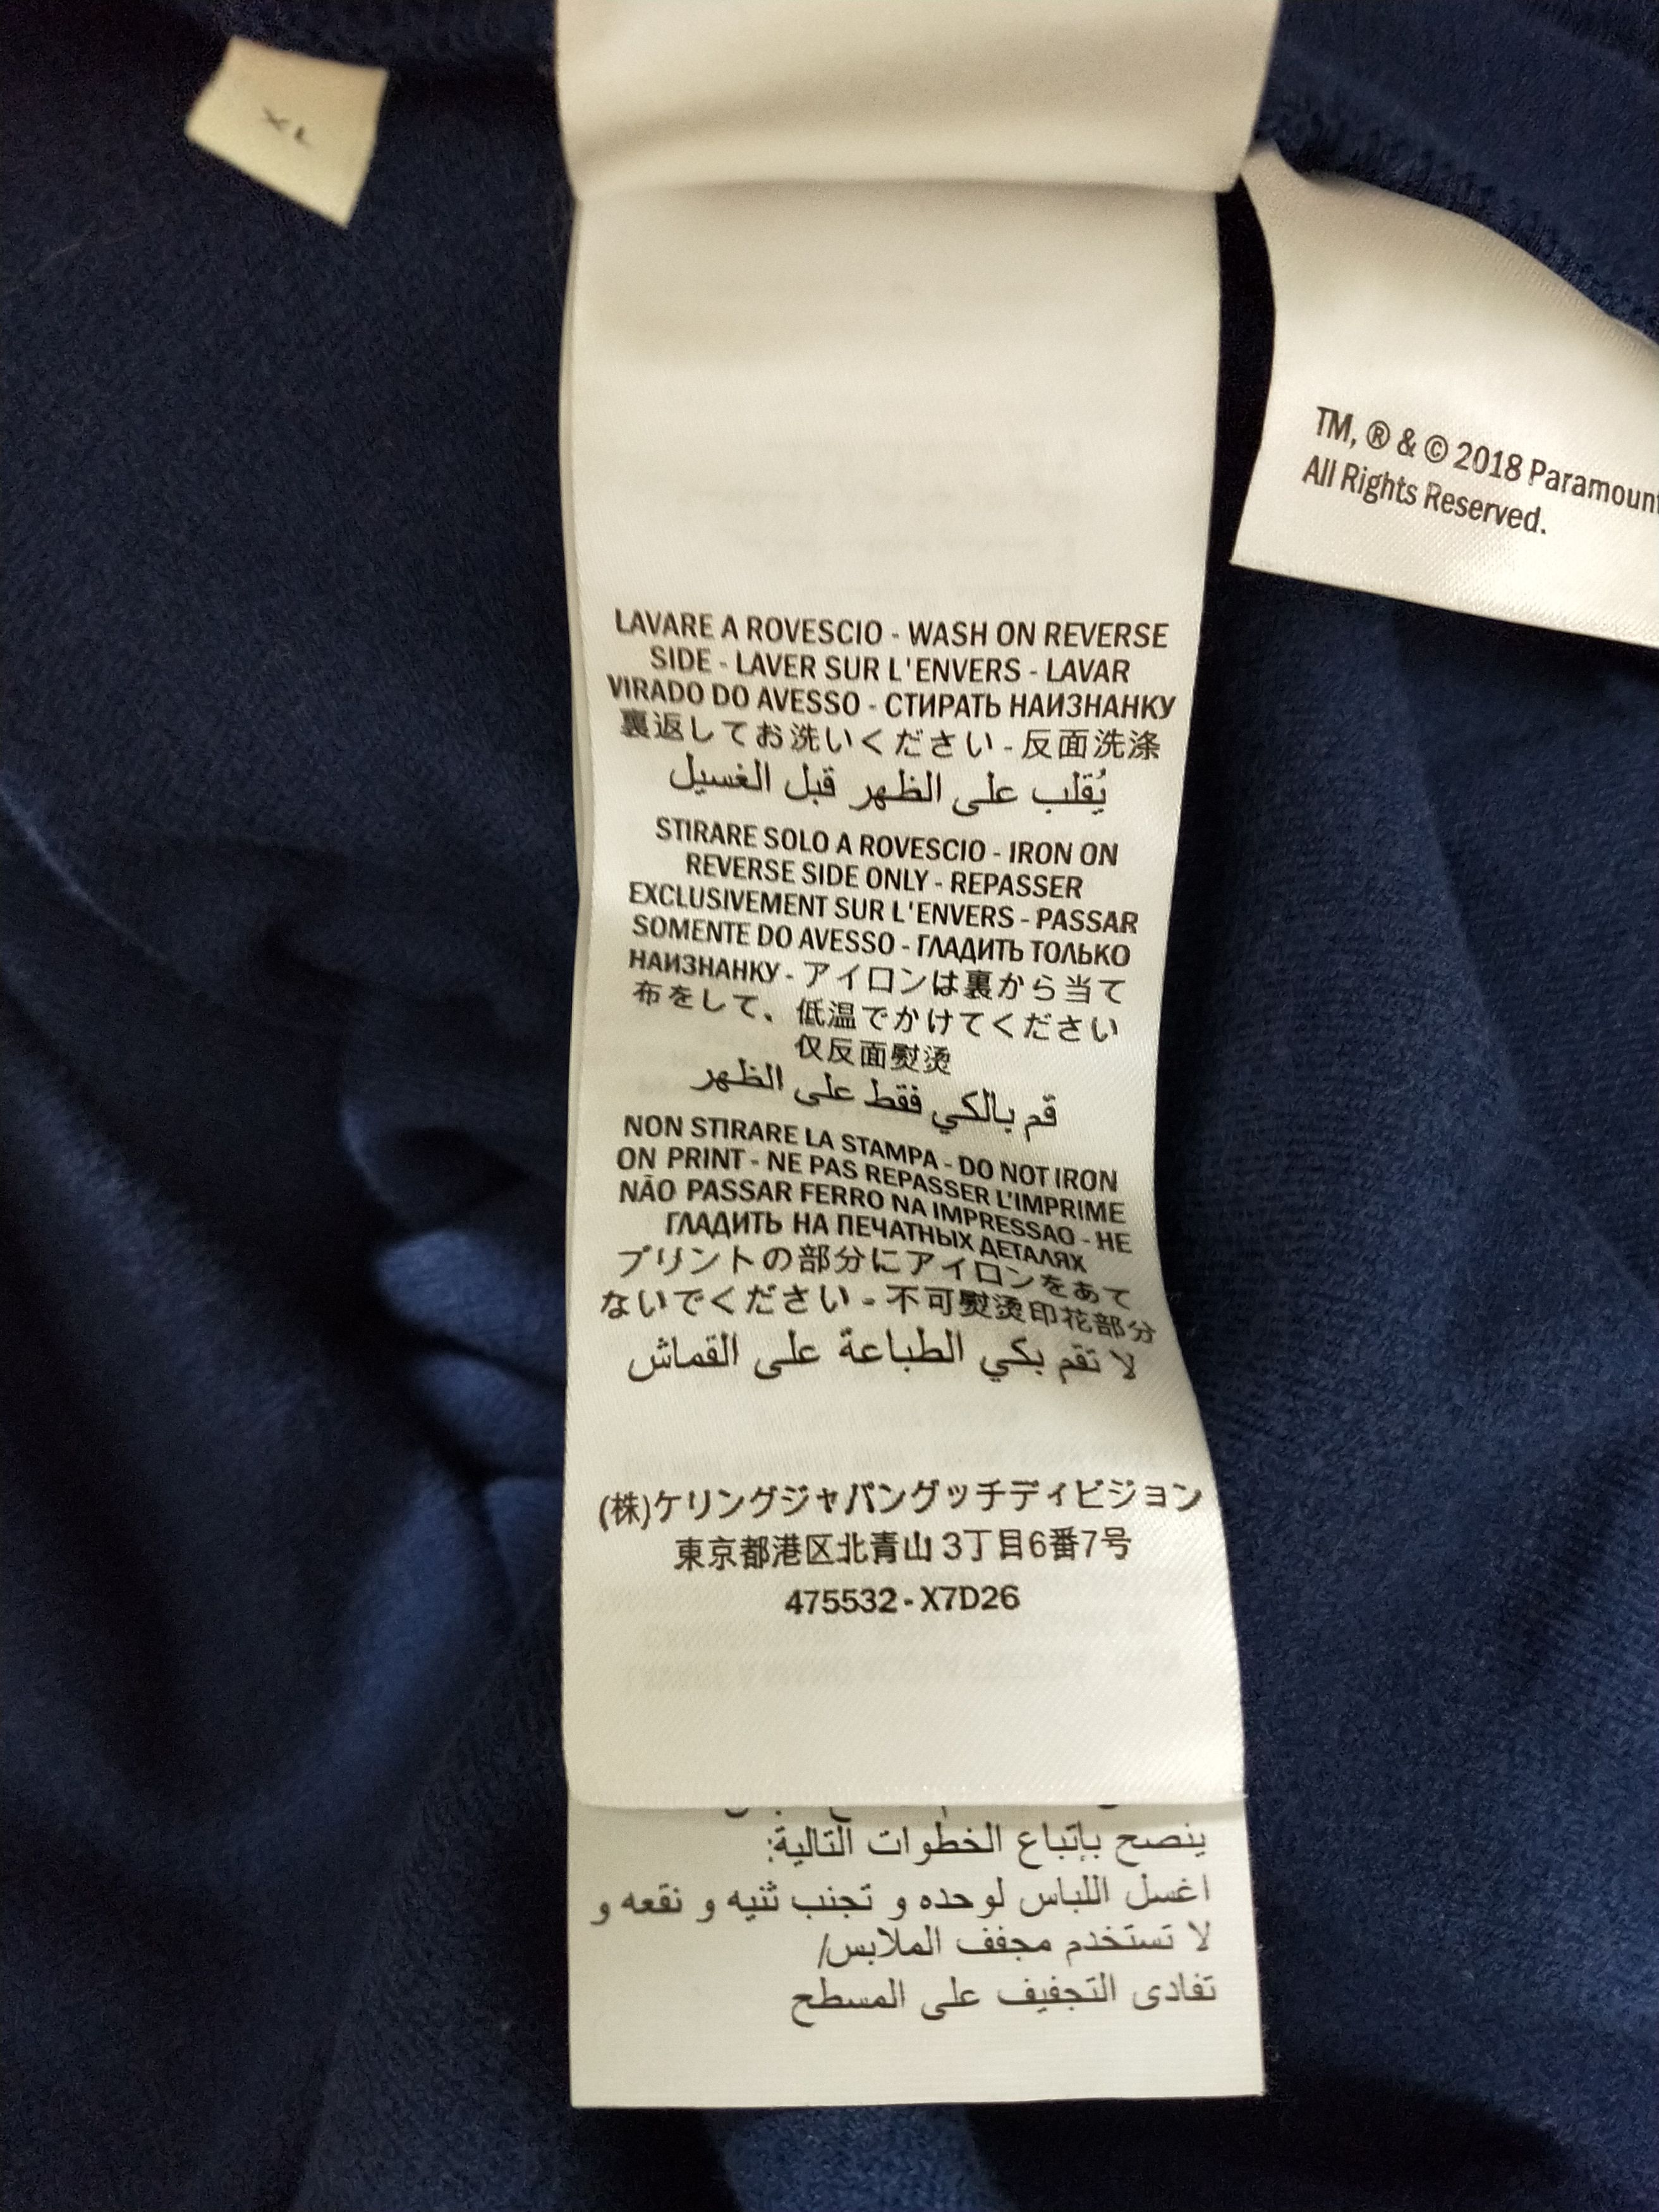 XL
TM, ® & © 2018 Paramount
All Rights Reserved.
LAVARE A ROVESCIO - WASH ON REVERSE
SIDE - LAVER SUR L'ENVERS - LAVAR
VIRADO DO AVESSO - СТИРАТЬ НАИЗНАНКУ
裏返してお洗いください - 反面洗涤
يُقلب على الظهر قبل الغسيل
STIRARE SOLO A ROVESCIO - IRON ON
REVERSE SIDE ONLY - REPASSER
EXCLUSIVEMENT SUR L'ENVERS - PASSAR
SOMENTE DO AVESSO - ГЛАДИТЬ ТОЛЬКО
НАИЗНАНКУ - アイロンは裏から当て
布をして、低温でかけてください
仅反面熨烫
قم بالكي فقط على الظهر
NON STIRARE LA STAMPA - DO NOT IRON
ON PRINT - NE PAS REPASSER L'IMPRIME
NÃO PASSAR FERRO NA IMPRESSAO - НЕ
ГЛАДИТЬ НА ПЕЧАТНЫХ ДЕТАЛЯХ
プリントの部分にアイロンをあて
ないでください - 不可熨烫印花部分
لا تقم بكي الطباعة على القماش
(株)ケリングジャパングッチディビジョン
東京都港区北青山 3丁目6番7号
475532 - X7D26
ينصح بإتباع الخطوات التالية:
اغسل اللباس لوحده و تجنب ثنيه و نقعه و
لا تستخدم مجفف الملابس/
تفادى التجفيف على المسطح